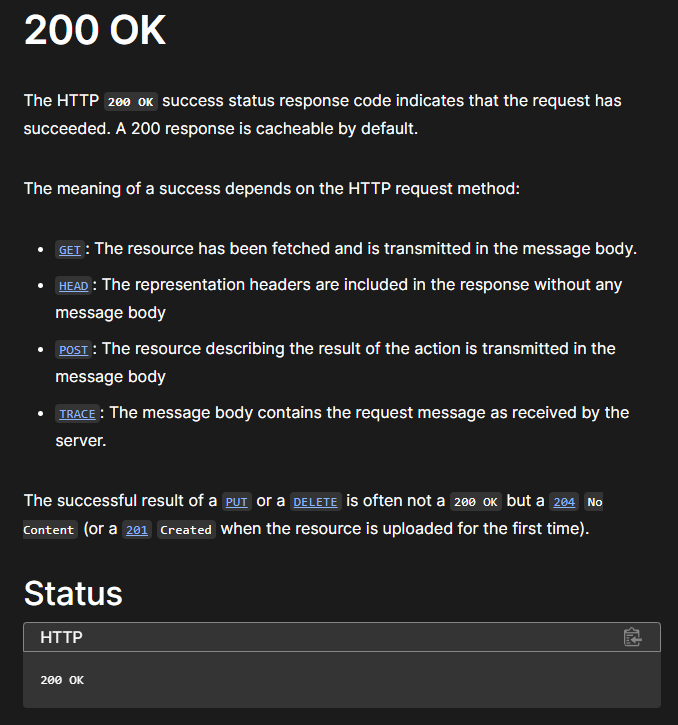 200 OK
The HTTP 200 OK success status response code indicates that the request has
succeeded. A 200 response is cacheable by default.
The meaning of a success depends on the HTTP request method:
• GET: The resource has been fetched and is transmitted in the message body.
• HEAD: The representation headers are included in the response without any
message body
• POST: The resource describing the result of the action is transmitted in the
message body
• TRACE: The message body contains the request message as received by the
server.
The successful result of a PUT or a DELETE is often not a 200 OK but a 204 No
Content (or a 201 Created when the resource is uploaded for the first time).
Status
HTTP
200 OK